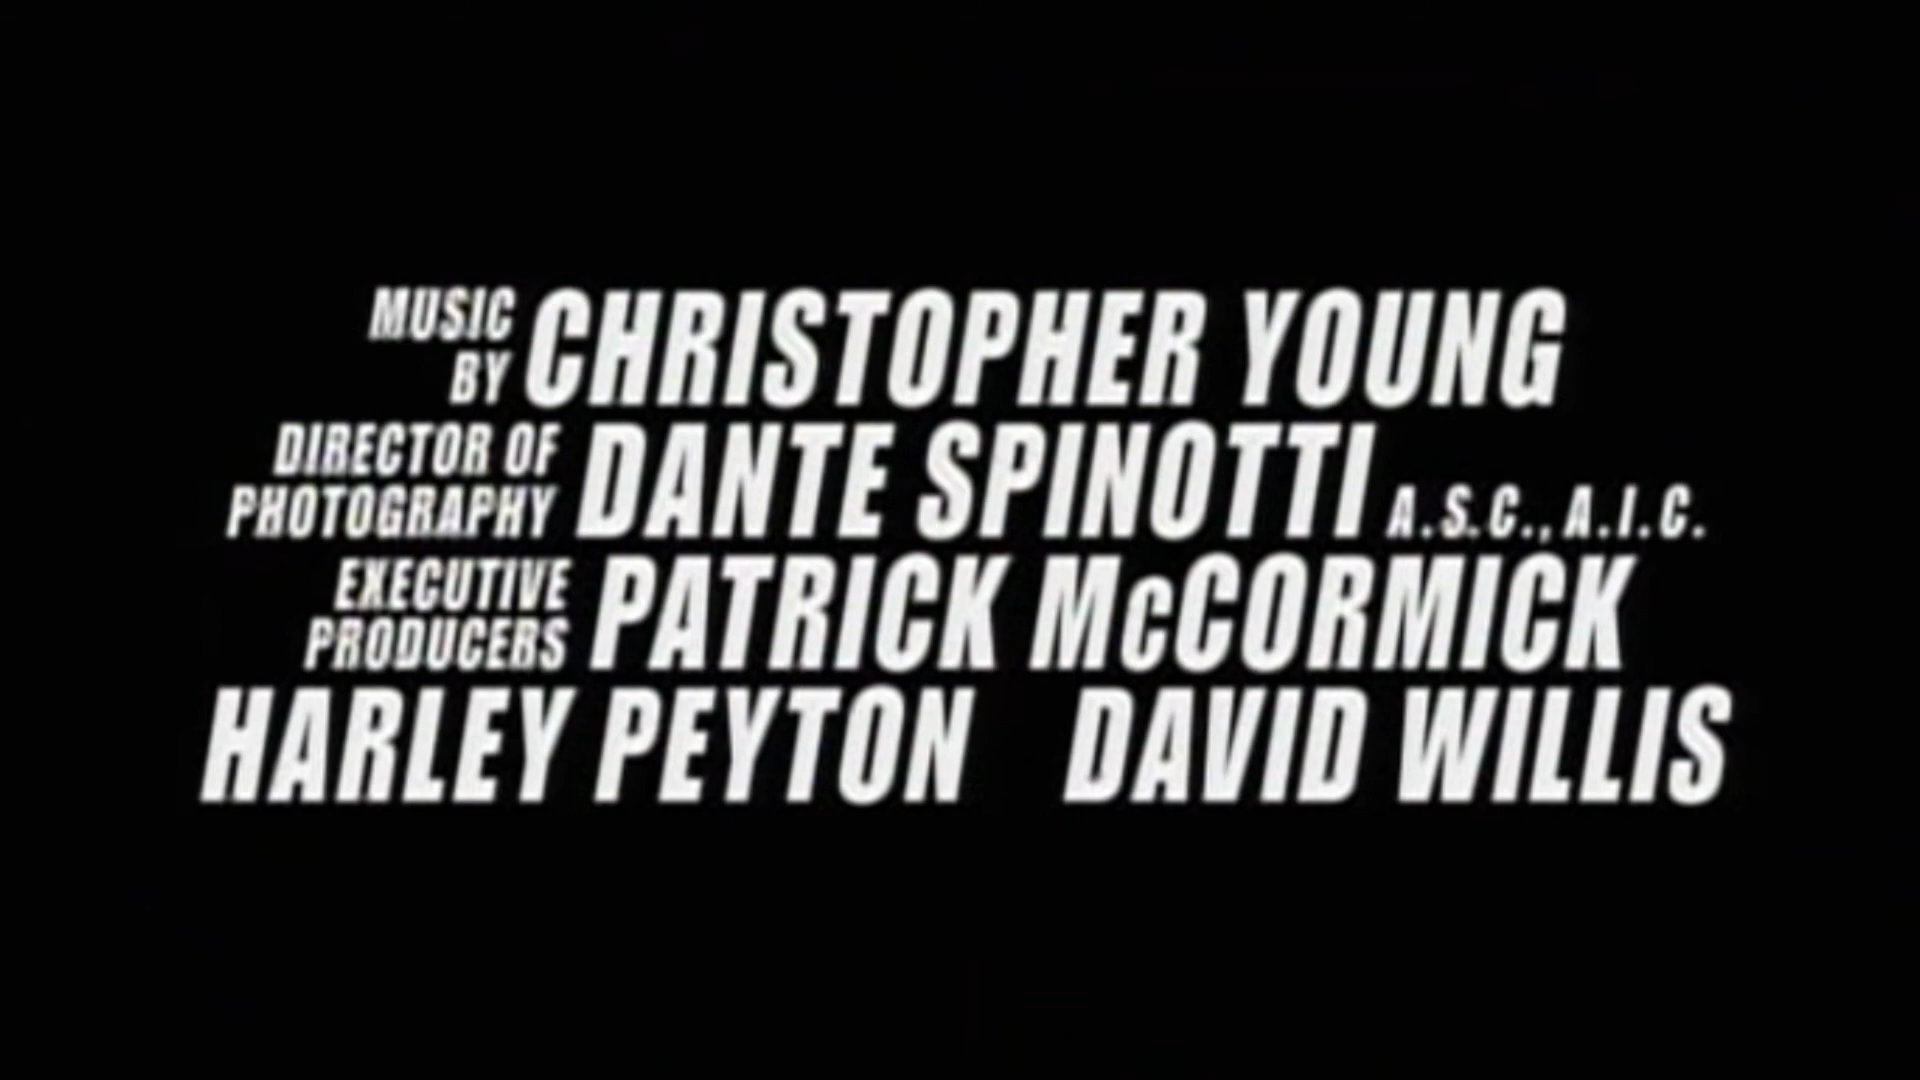 MUSIC BY CHRISTOPHER YOUNG
DIRECTOR OF PHOTOGRAPHY DANTE SPINOTTI A.S.C., A.I.C.
EXECUTIVE PRODUCERS PATRICK McCORMICK
HARLEY PEYTON DAVID WILLIS